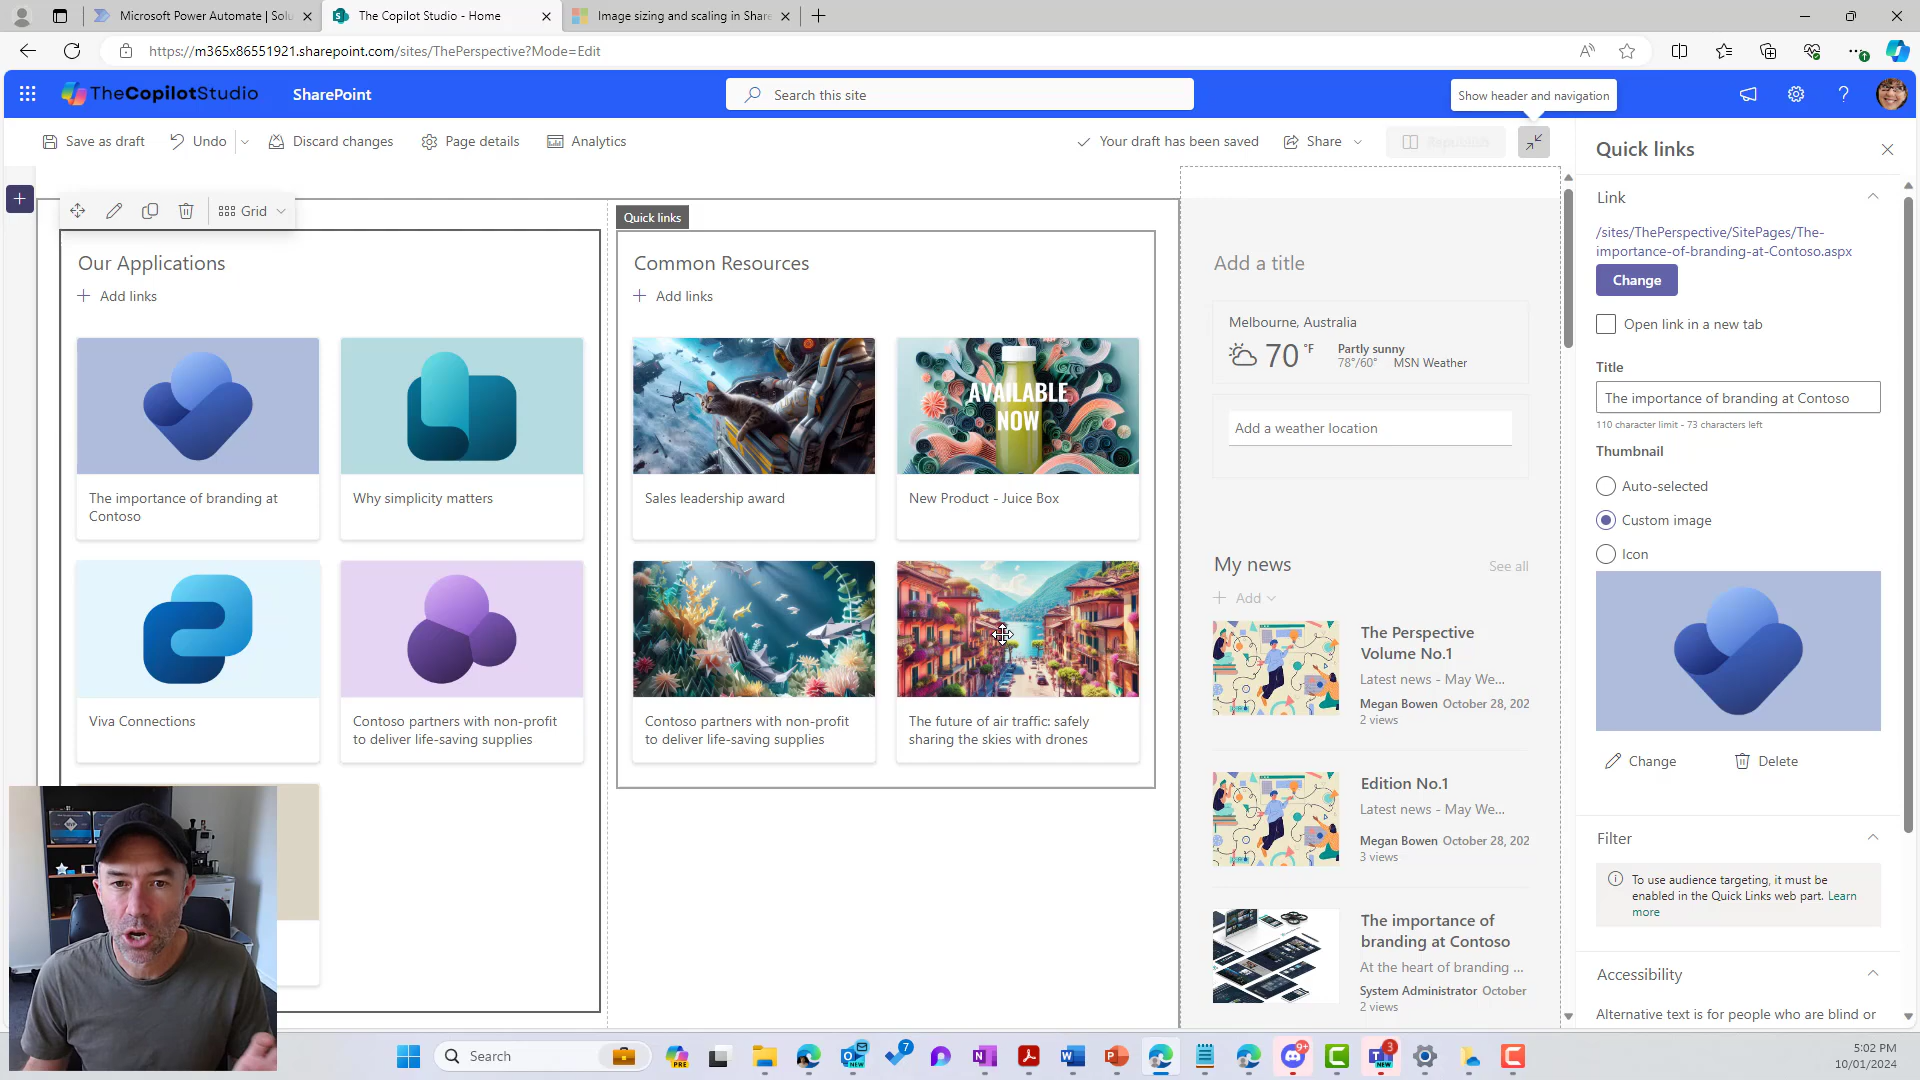 Microsoft Power Automate | Solu
The Copilot Studio - Home
Image sizing and scaling in Share
https://m365x86551921.sharepoint.com/sites/ThePerspective?Mode=Edit
TheCopilotStudio
SharePoint
Search this site
Show header and navigation
Save as draft
Undo
Discard changes
Page details
Analytics
Your draft has been saved
Share
Republish
Grid
Our Applications
Add links
The importance of branding at
Contoso
Why simplicity matters
Viva Connections
Contoso partners with non-profit
to deliver life-saving supplies
Quick links
Common Resources
Add links
AVAILABLE
NOW
Sales leadership award
New Product - Juice Box
Contoso partners with non-profit
to deliver life-saving supplies
The future of air traffic: safely
sharing the skies with drones
Add a title
Melbourne, Australia
70 °F
Partly sunny
78°/60°
MSN Weather
Add a weather location
My news
See all
Add
The Perspective
Volume No.1
Latest news - May We...
Megan Bowen October 28, 202
2 views
Edition No.1
Latest news - May We...
Megan Bowen October 28, 202
3 views
The importance of
branding at Contoso
At the heart of branding ...
System Administrator October
2 views
Quick links
Link
/sites/ThePerspective/SitePages/The-
importance-of-branding-at-Contoso.aspx
Change
Open link in a new tab
Title
The importance of branding at Contoso
110 character limit - 73 characters left
Thumbnail
Auto-selected
Custom image
Icon
Change
Delete
Filter
To use audience targeting, it must be
enabled in the Quick Links web part. Learn
more
Accessibility
Alternative text is for people who are blind or
Search
PRE
NEW
7
9+
3
NEW
5:02 PM
10/01/2024